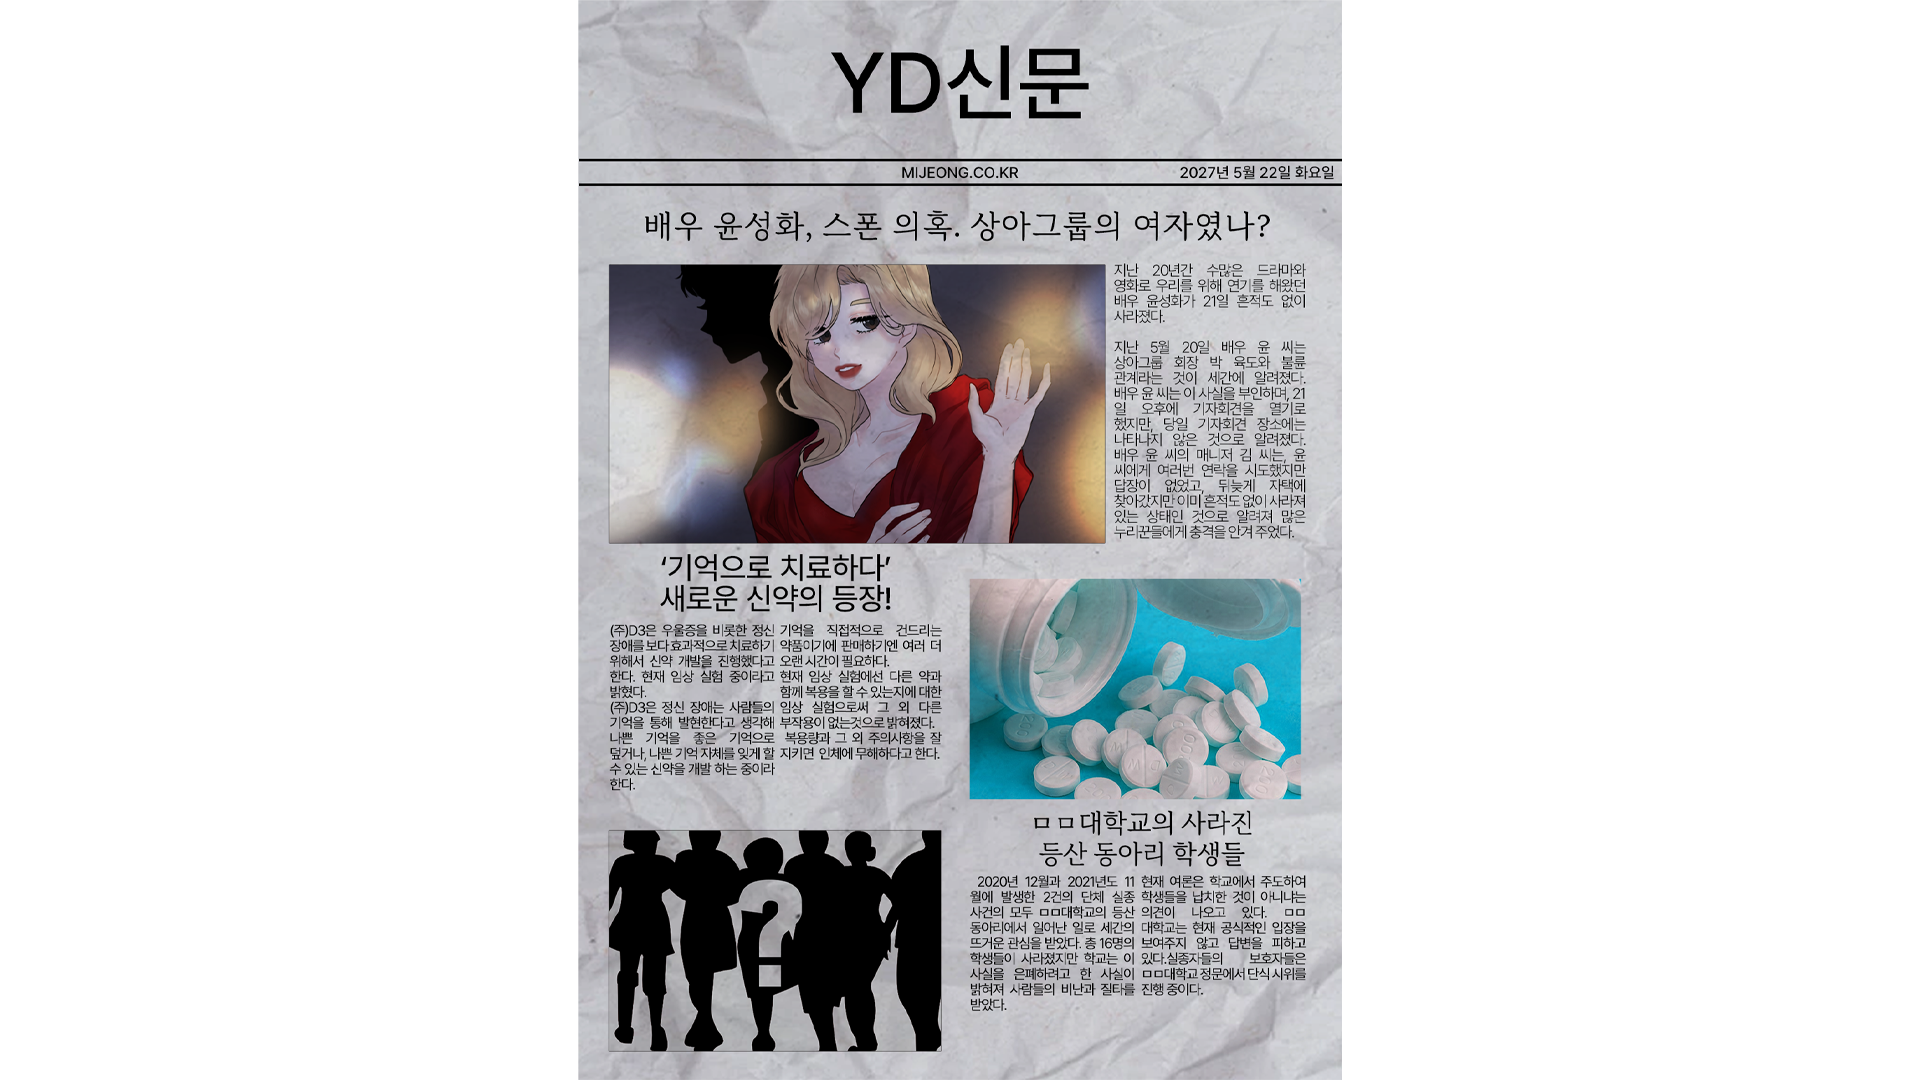 YD신문
MIJEONG.CO.KR
2027년 5월 22일 화요일
배우 윤성화, 스폰 의혹. 상아그룹의 여자였나?
지난 20년간 수많은 드라마와
영화로 우리를 위해 연기를 해왔던
배우 윤성화가 21일 흔적도 없이
사라졌다.
지난 5월 20일 배우 윤 씨는
상아그룹 회장 박 육도와 불륜
관계라는 것이 세간에 알려졌다.
배우 윤 씨는 이 사실을 부인하며, 21
일 오후에 기자회견을 열기로
했지만, 당일 기자회견 장소에는
나타나지 않은 것으로 알려졌다.
배우 윤 씨의 매니저 김 씨는, 윤
씨에게 여러번 연락을 시도했지만
답장이 없었고, 뒤늦게 자택에
찾아갔지만 이미 흔적도 없이 사라져
있는 상태인 것으로 알려져 많은
누리꾼들에게 충격을 안겨 주었다.
‘기억으로 치료하다’
새로운 신약의 등장!
(주)D3은 우울증을 비롯한 정신
장애를 보다 효과적으로 치료하기
위해서 신약 개발을 진행했다고
한다. 현재 임상 실험 중이라고
밝혔다.
(주)D3은 정신 장애는 사람들의
기억을 통해 발현한다고 생각해
나쁜 기억을 좋은 기억으로
덮거나, 나쁜 기억 자체를 잊게 할
수 있는 신약을 개발 하는 중이라
한다.
기억을 직접적으로 건드리는
약품이기에 판매하기엔 여러 더
오랜 시간이 필요하다.
현재 임상 실험에선 다른 약과
함께 복용을 할 수 있는지에 대한
임상 실험으로써 그 외 다른
부작용이 없는것으로 밝혀졌다.
복용량과 그 외 주의사항을 잘
지키면 인체에 무해하다고 한다.
ㅁㅁ대학교의 사라진
등산 동아리 학생들
2020년 12월과 2021년도 11
월에 발생한 2건의 단체 실종
사건의 모두 ㅁㅁ대학교의 등산
동아리에서 일어난 일로 세간의
뜨거운 관심을 받았다. 총 16명의
학생들이 사라졌지만 학교는 이
사실을 은폐하려고 한 사실이
밝혀져 사람들의 비난과 질타를
받았다.
현재 여론은 학교에서 주도하여
학생들을 납치한 것이 아니냐는
의견이 나오고 있다. ㅁㅁ
대학교는 현재 공식적인 입장을
보여주지 않고 답변을 피하고
있다.실종자들의 보호자들은
ㅁㅁ대학교 정문에서 단식 시위를
진행 중이다.